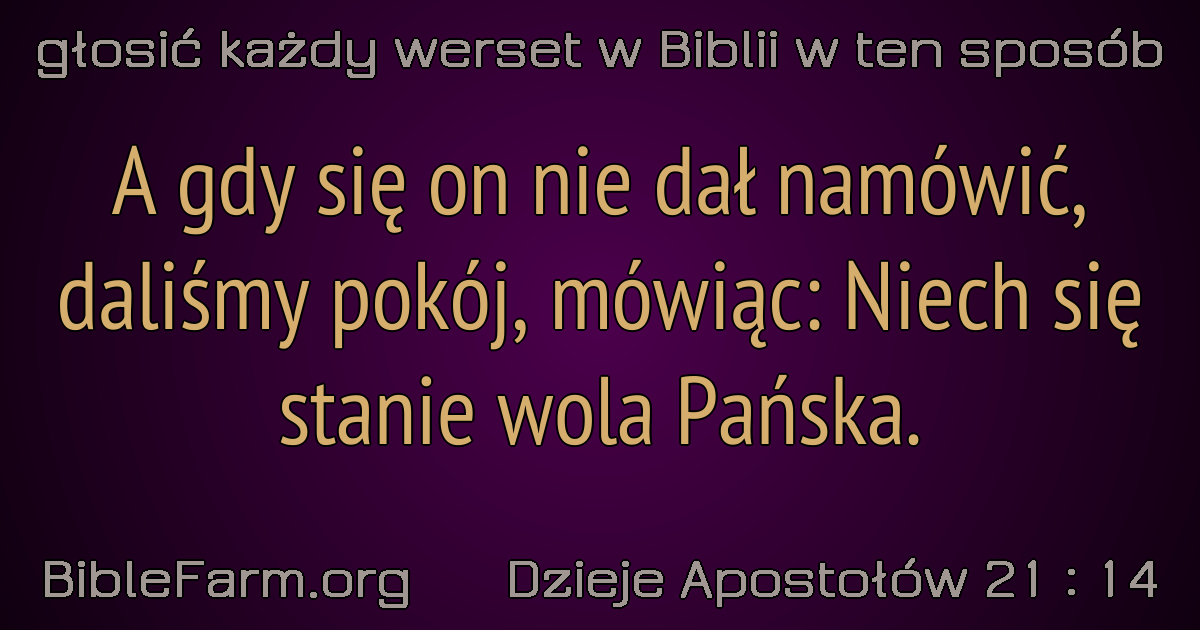 głosić każdy werset w Biblii w ten sposób
A gdy się on nie dał namówić,
daliśmy pokój, mówiąc: Niech się
stanie wola Pańska.
BibleFarm.org
Dzieje Apostołów 21 : 14